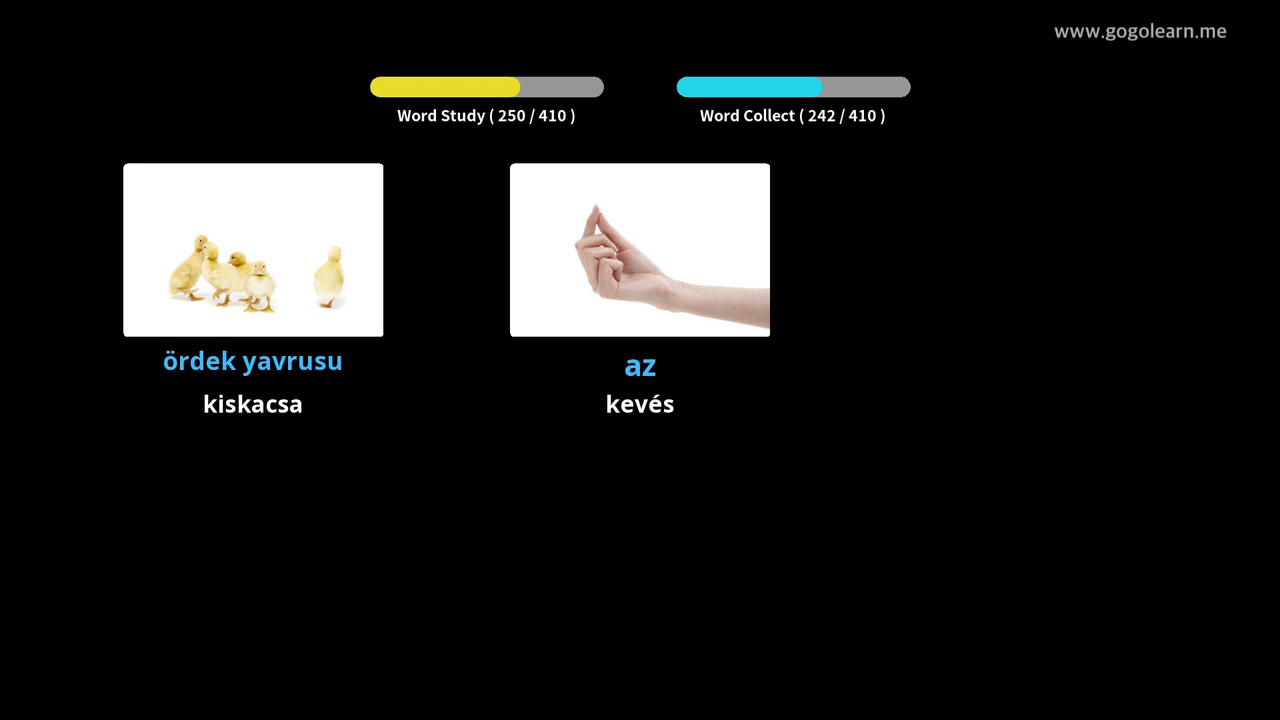 www.gogolearn.me
Word Study ( 250 / 410 )
Word Collect ( 242 / 410 )
ördek yavrusu
kiskacsa
az
kevés